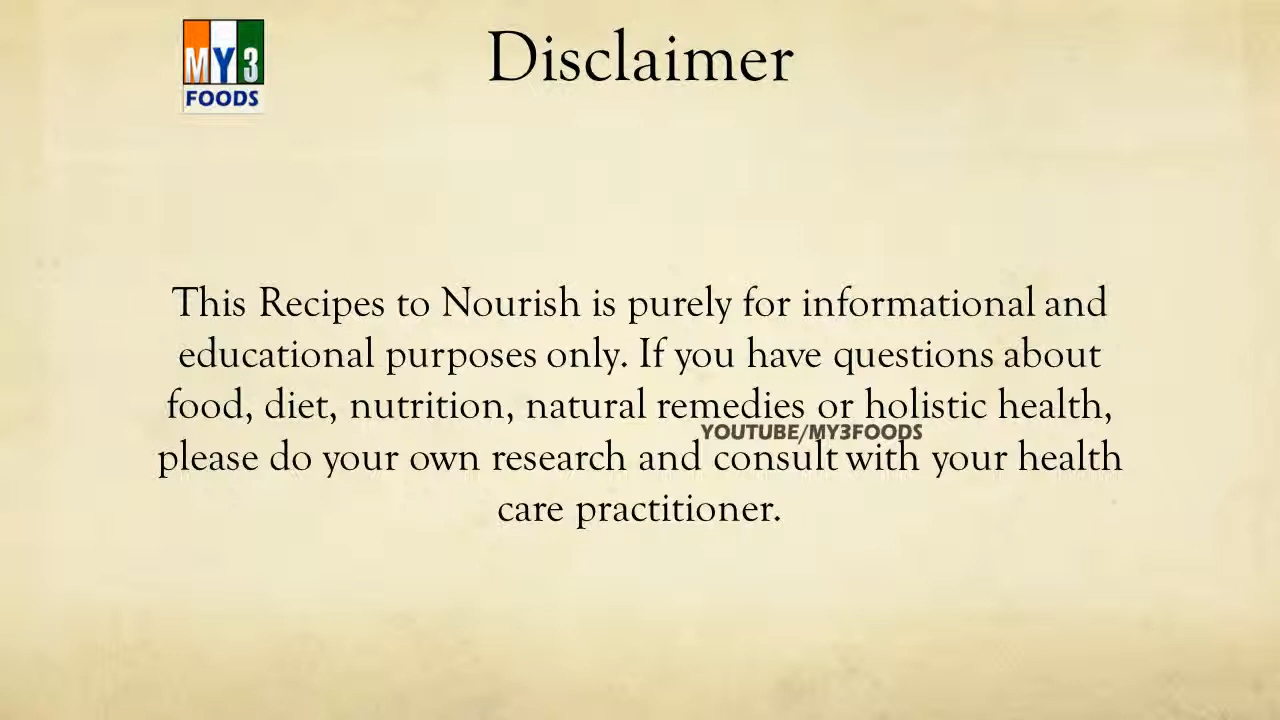 MY3
FOODS
Disclaimer
This Recipes to Nourish is purely for informational and
educational purposes only. If you have questions about
food, diet, nutrition, natural remedies or holistic health,
YOUTUBE/MY3FOODS
please do your own research and consult with your health
care practitioner.